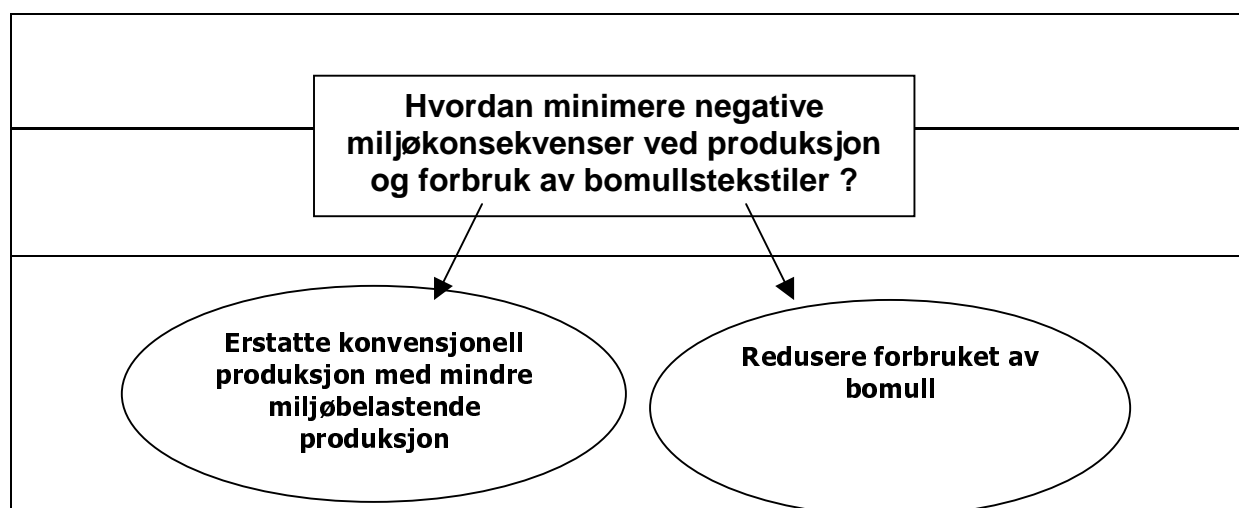 Hvordan minimere negative
miljøkonsekvenser ved produksjon
og forbruk av bomullstekstiler ?
Erstatte konvensjonell
produksjon med mindre
miljøbelastende
produksjon
Redusere forbruket av
bomull